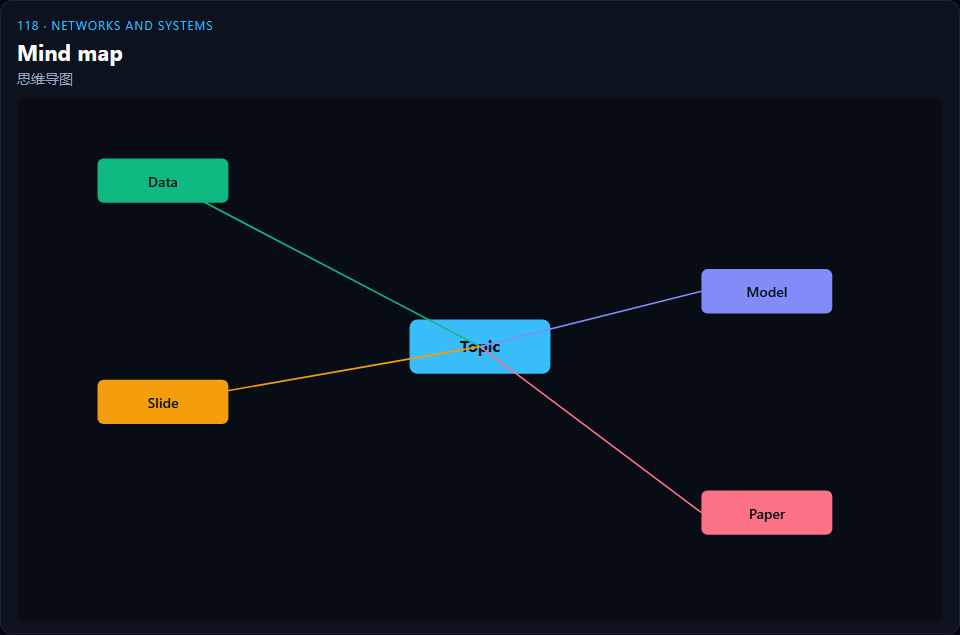 118 · NETWORKS AND SYSTEMS
Mind map
思维导图
Data
Model
Topic
Slide
Paper